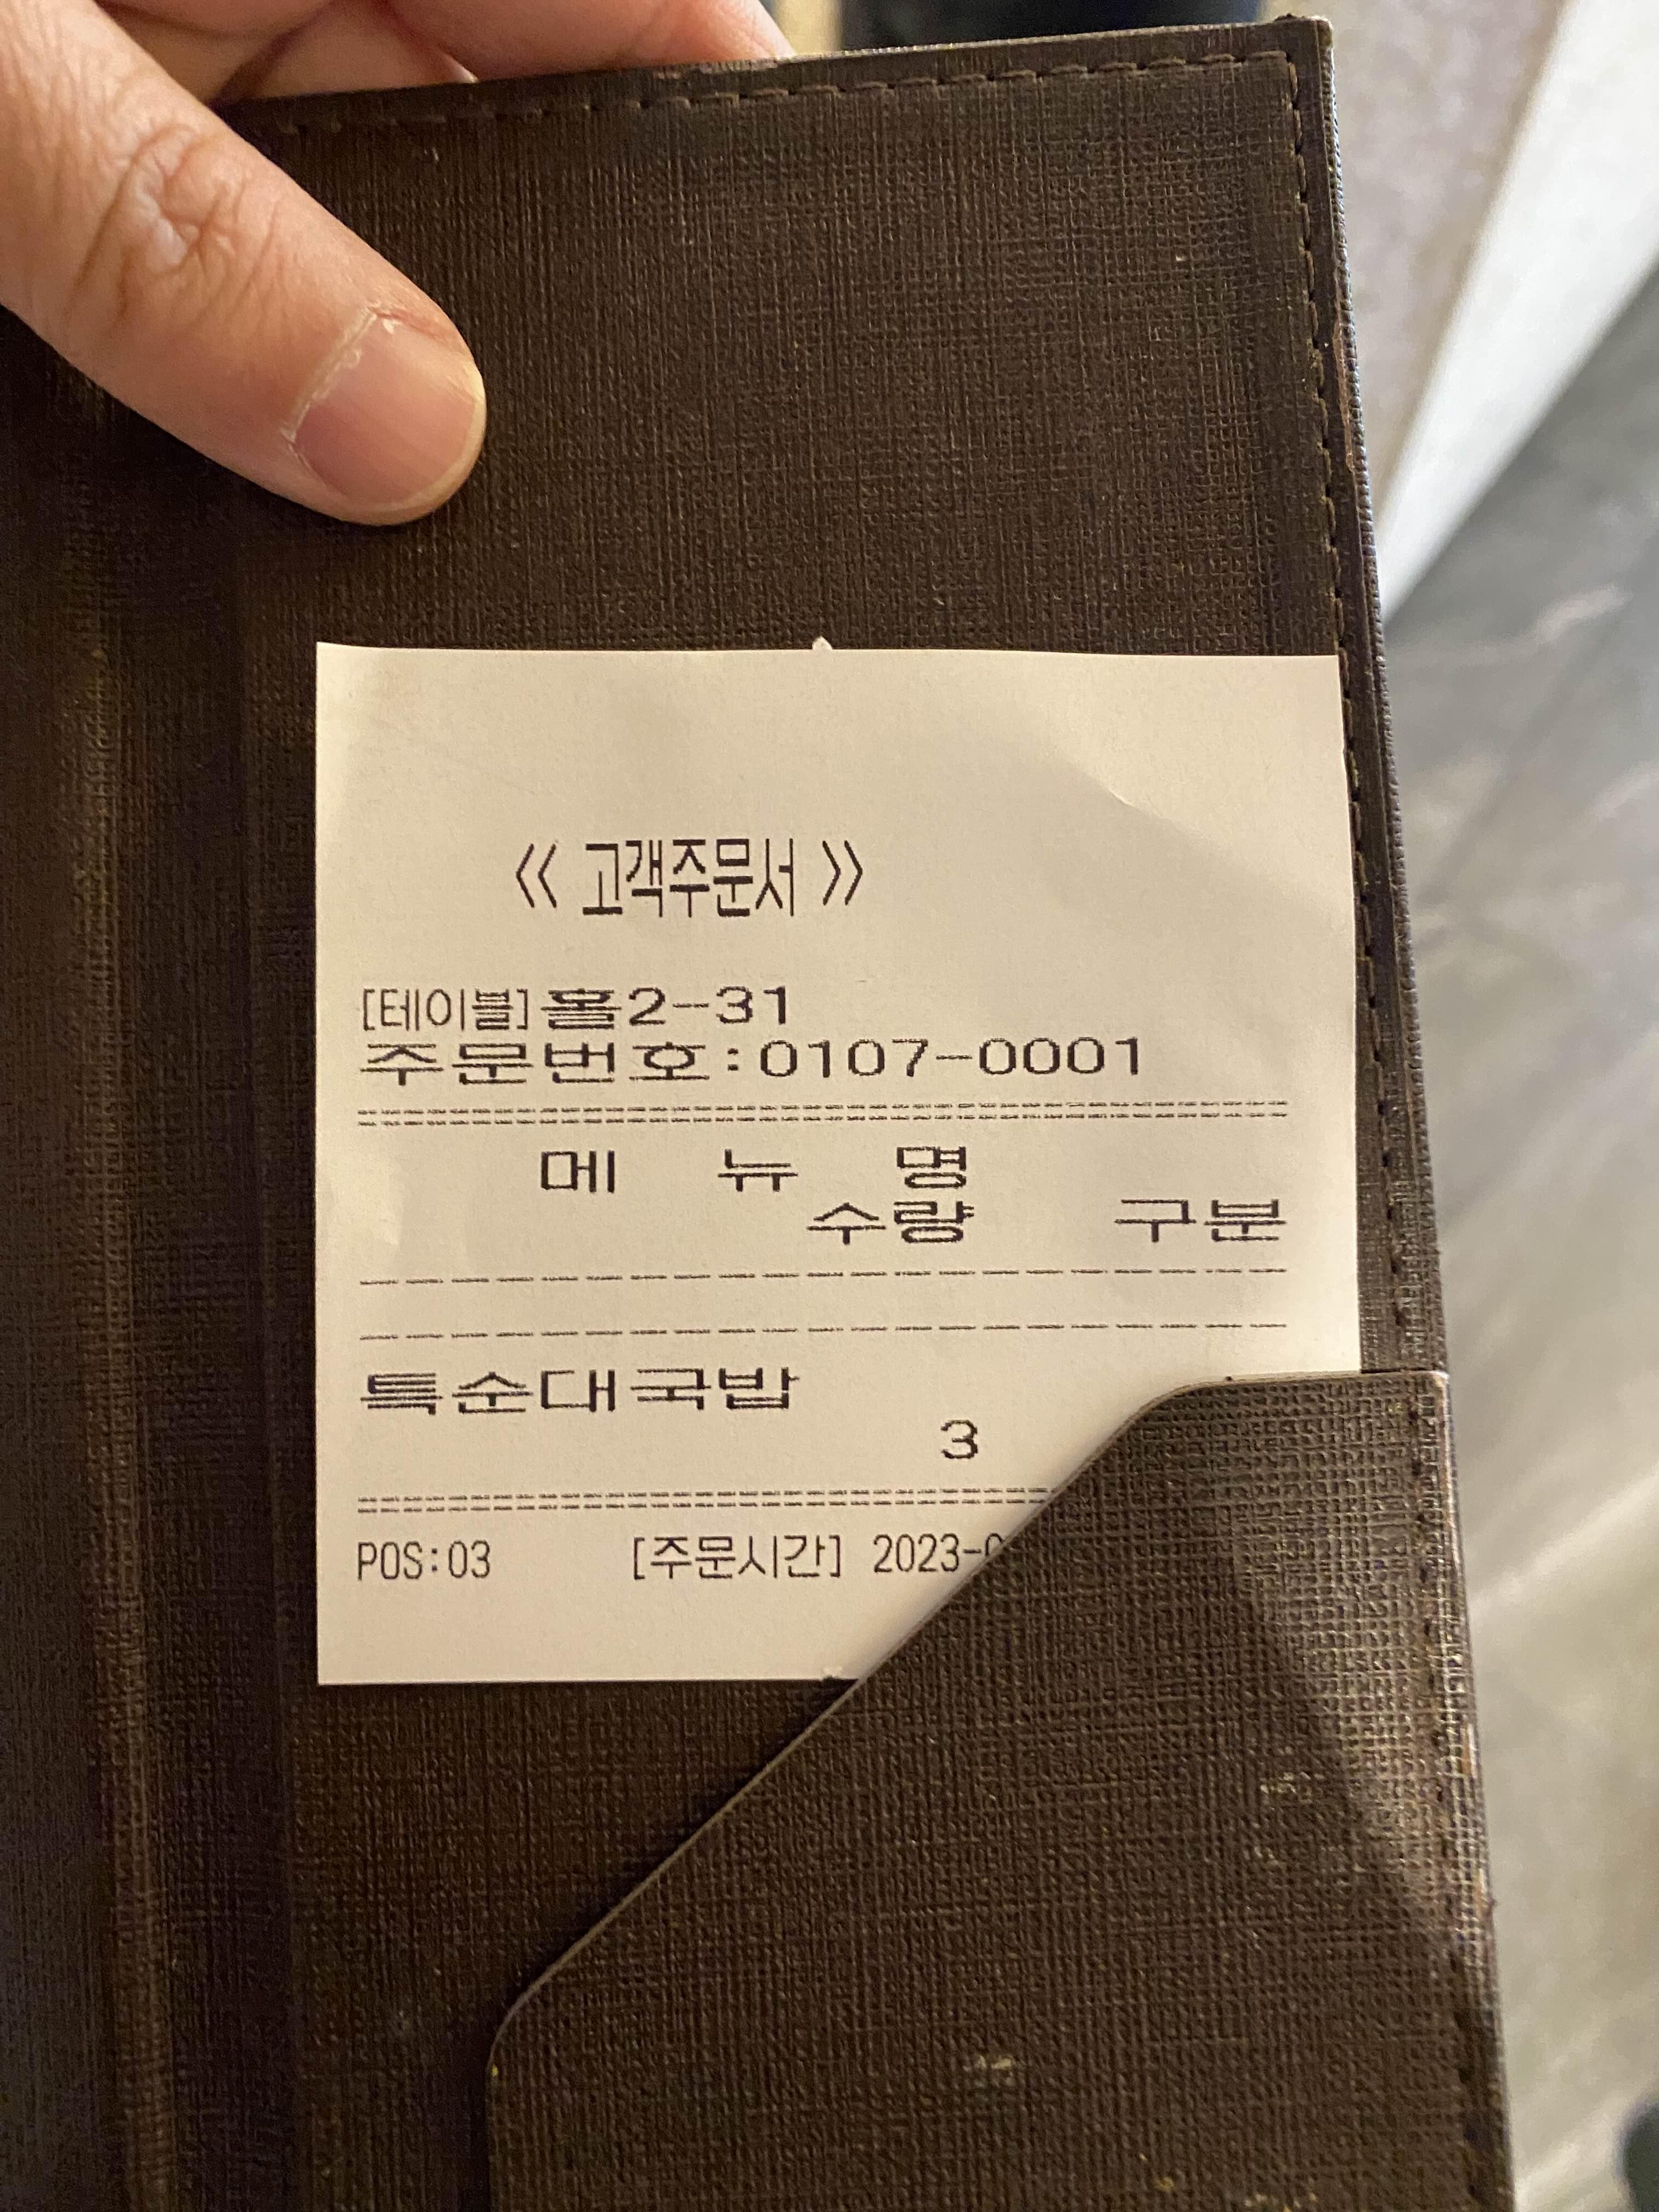 << 고객주문서 >>
[테이블] 홀2-31
주문번호:0107-0001
메 뉴 명
수량 구분
특순대국밥
3
POS:03 [주문시간] 2023-0